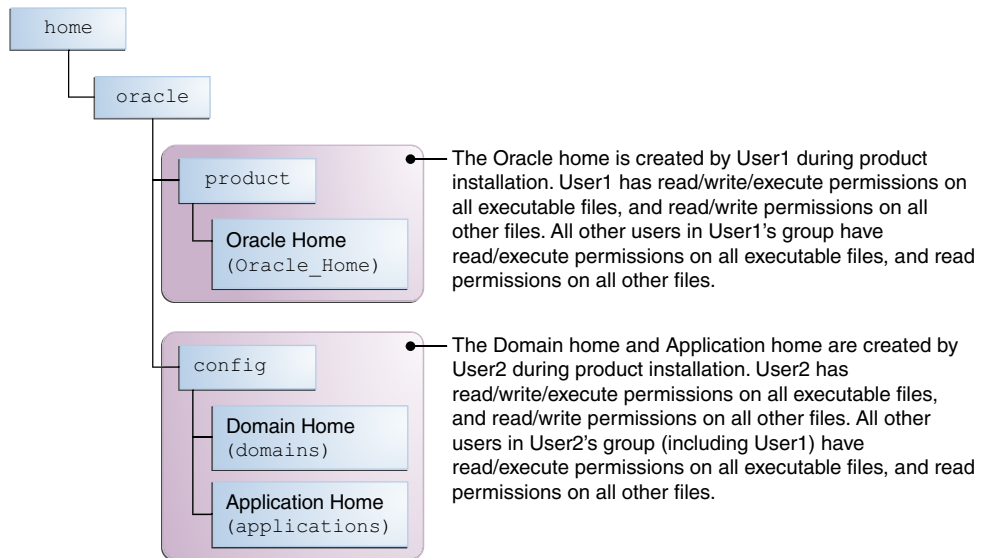 home
oracle
product
Oracle Home
(Oracle_Home)
The Oracle home is created by User1 during product
installation. User1 has read/write/execute permissions on
all executable files, and read/write permissions on all
other files. All other users in User1's group have
read/execute permissions on all executable files, and read
permissions on all other files.
config
Domain Home
(domains)
Application Home
(applications)
The Domain home and Application home are created by
User2 during product installation. User2 has
read/write/execute permissions on all executable files,
and read/write permissions on all other files. All other
users in User2's group (including User1) have
read/execute permissions on all executable files, and read
permissions on all other files.